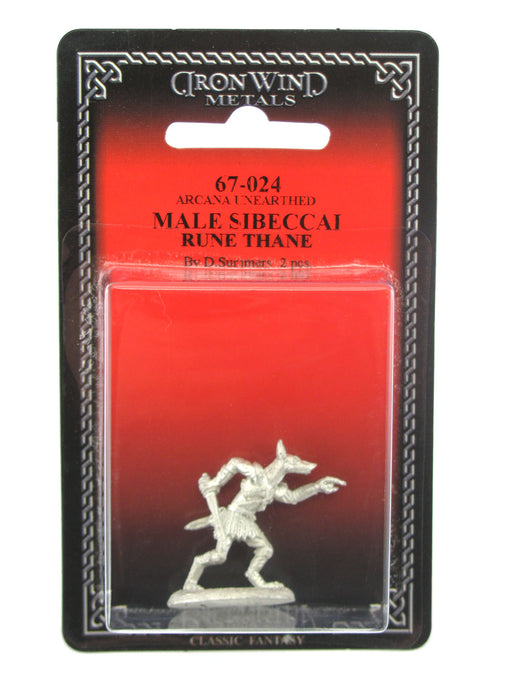 IRON WIND
METALS
67-024
ARCANA UNEARTHED
MALE SIBECCAI
RUNE THANE
By D.Summers 2 pcs
CLASSIC FANTASY